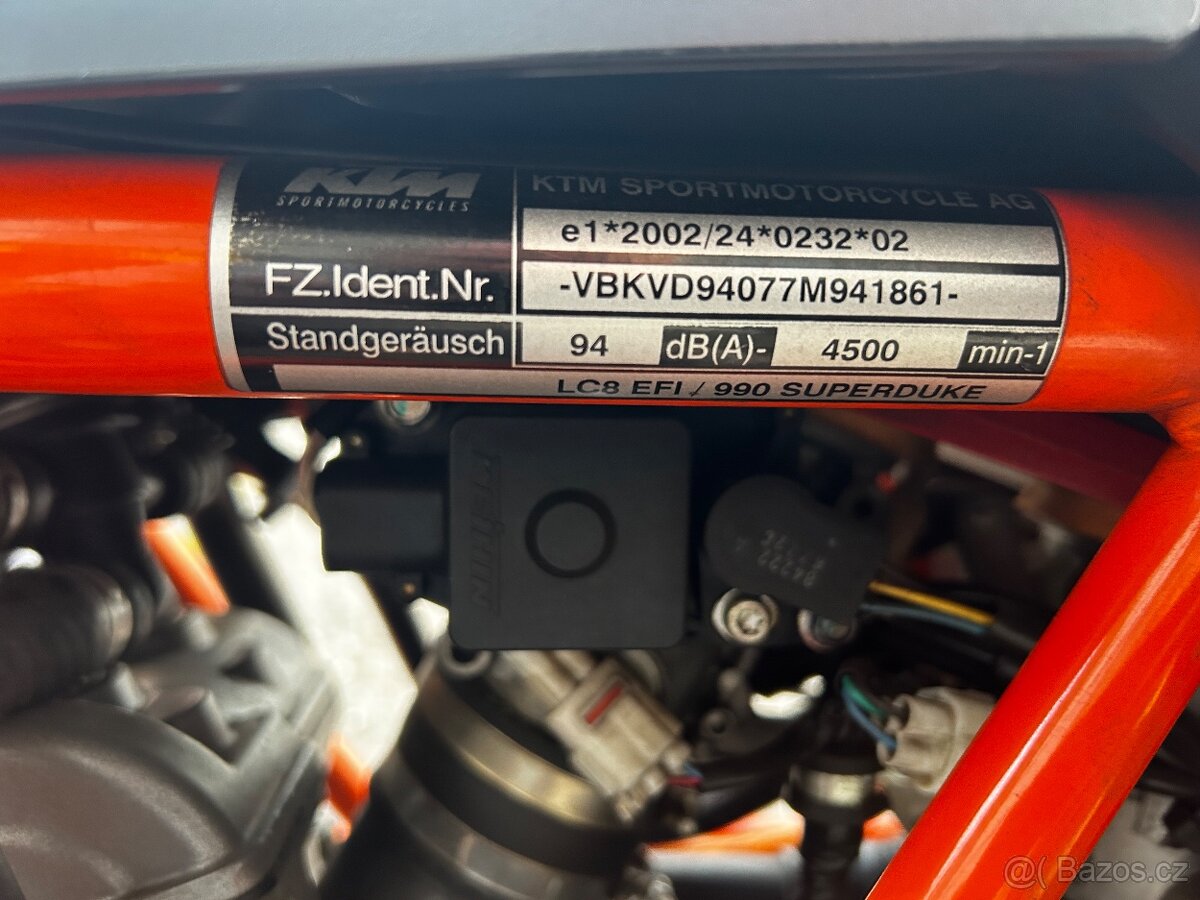 KTM
SPORTMOTORCYCLES
KTM SPORTMOTORCYCLE AG
e1*2002/24*0232*02
FZ.Ident.Nr. -VBKVD94077M941861-
Standgeräusch 94 dB(A)- 4500 min-1
LC8 EFI / 990 SUPERDUKE
Bazos.cz